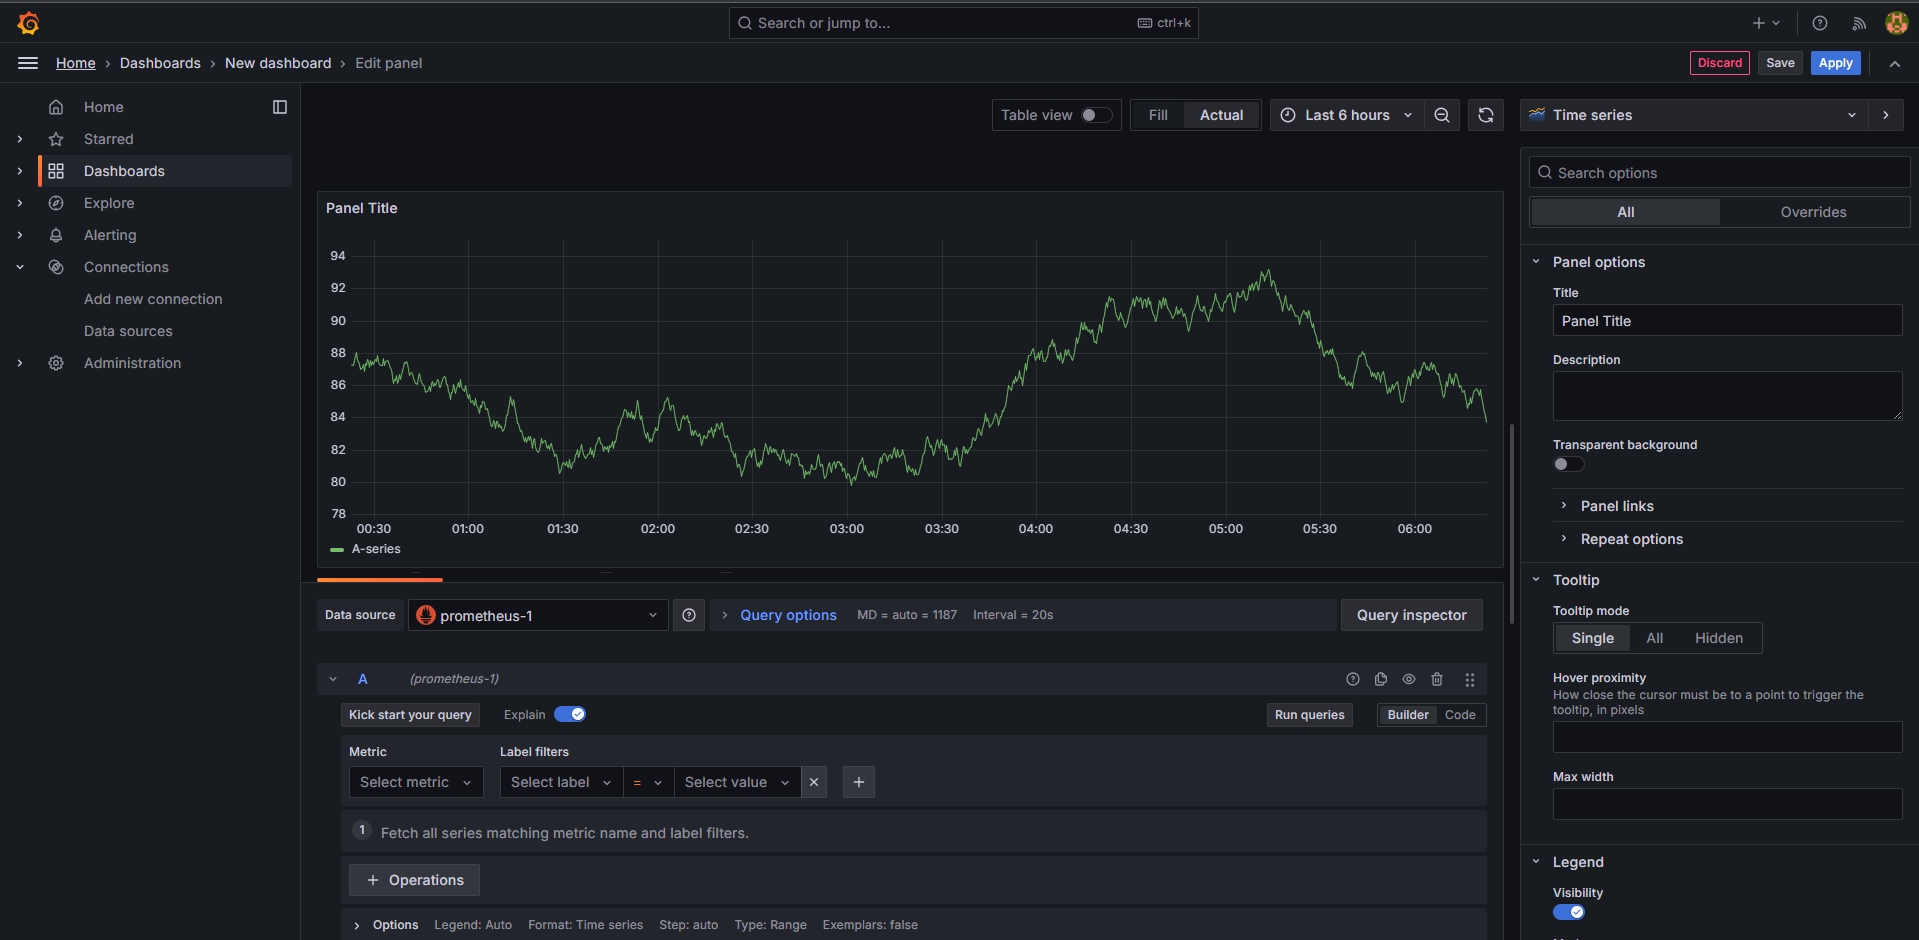 Search or jump to... ctrl+k
Home › Dashboards › New dashboard › Edit panel
Discard Save Apply
Home
Starred
Dashboards
Explore
Alerting
Connections
Add new connection
Data sources
Administration
Table view Fill Actual Last 6 hours
Time series
Panel Title
94
92
90
88
86
84
82
80
78
00:30 01:00 01:30 02:00 02:30 03:00 03:30 04:00 04:30 05:00 05:30 06:00
A-series
Data source prometheus-1 Query options MD = auto = 1187 Interval = 20s Query inspector
A (prometheus-1)
Kick start your query Explain Run queries Builder Code
Metric Label filters
Select metric Select label = Select value
1 Fetch all series matching metric name and label filters.
+ Operations
Options Legend: Auto Format: Time series Step: auto Type: Range Exemplars: false
Search options
All Overrides
Panel options
Title
Panel Title
Description
Transparent background
Panel links
Repeat options
Tooltip
Tooltip mode
Single All Hidden
Hover proximity
How close the cursor must be to a point to trigger the
tooltip, in pixels
Max width
Legend
Visibility